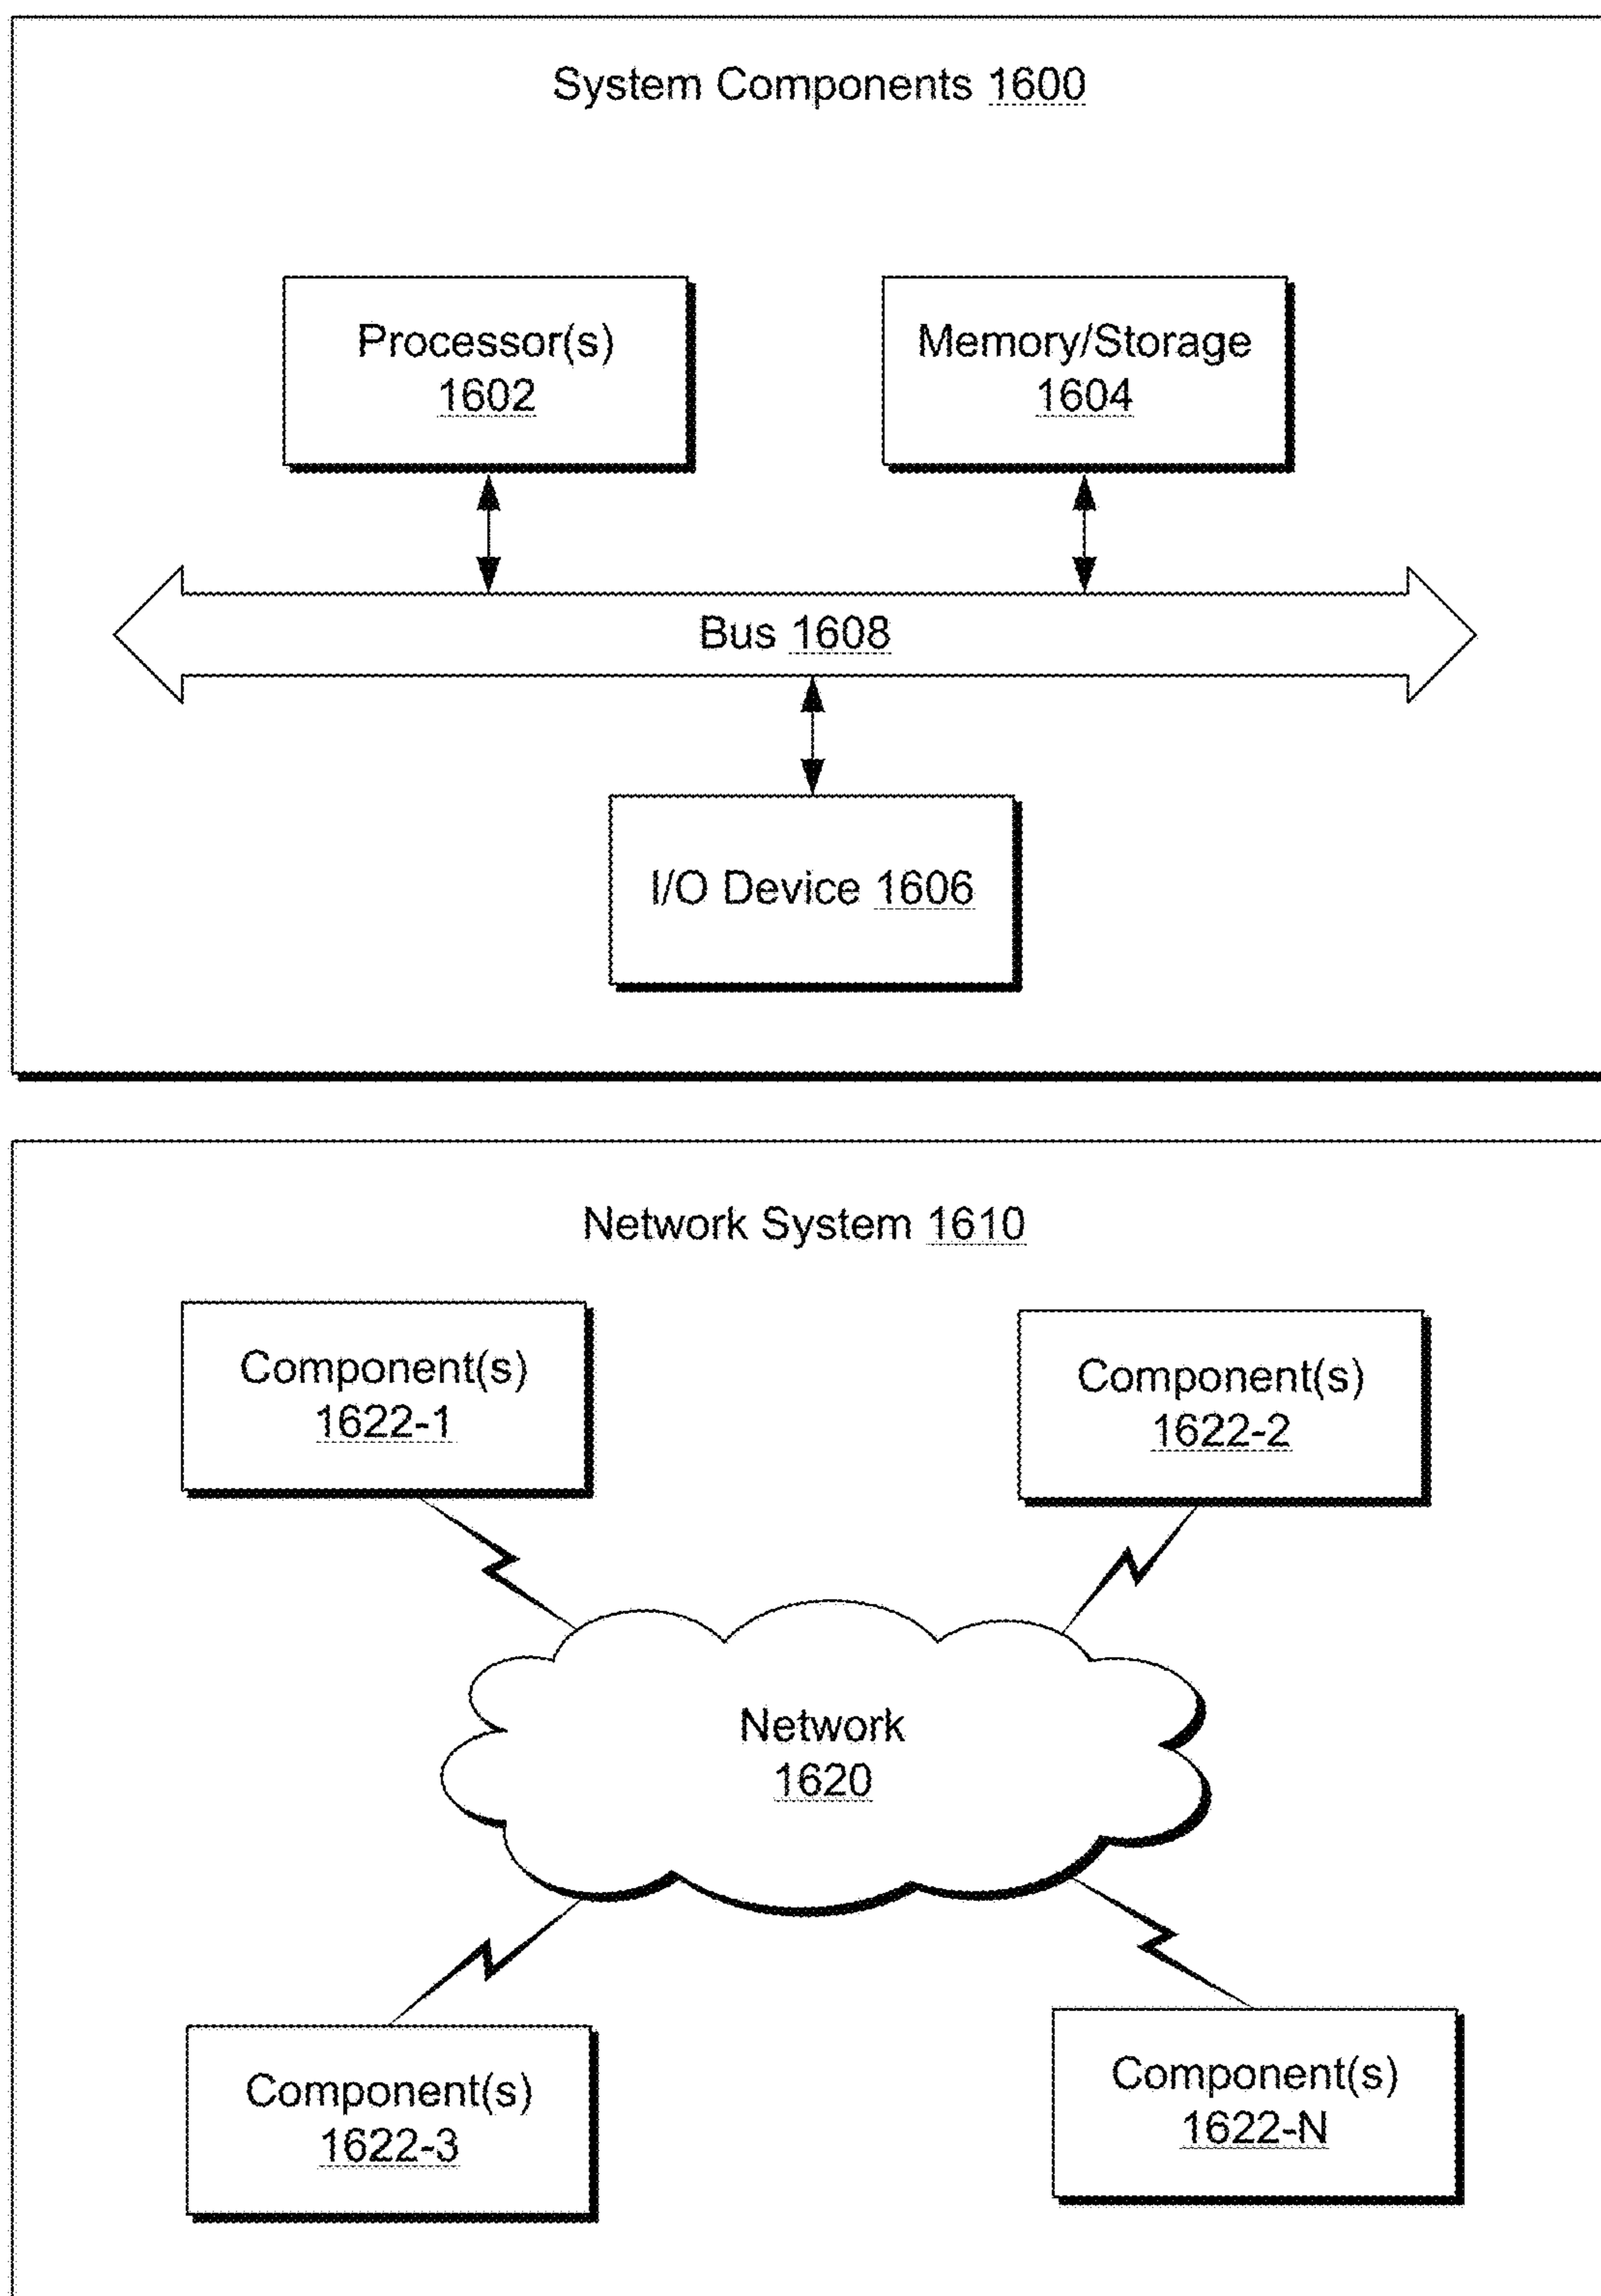 System Components 1600
Processor(s)
1602
Memory/Storage
1604
Bus 1608
I/O Device 1606
Network System 1610
Component(s)
1622-1
Component(s)
1622-2
Network
1620
Component(s)
1622-3
Component(s)
1622-N